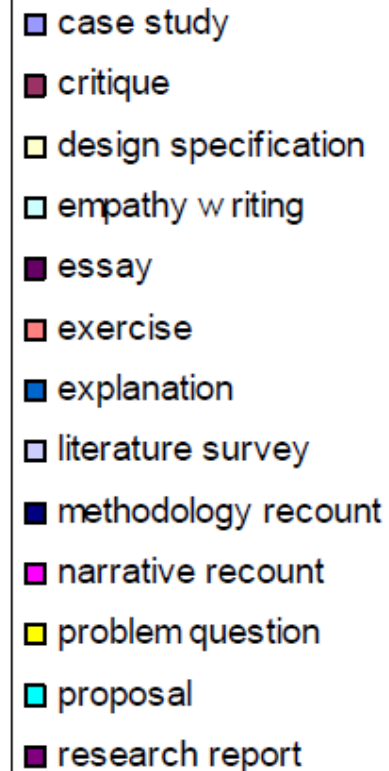 case study
critique
design specification
empathy writing
essay
exercise
explanation
literature survey
methodology recount
narrative recount
problem question
proposal
research report